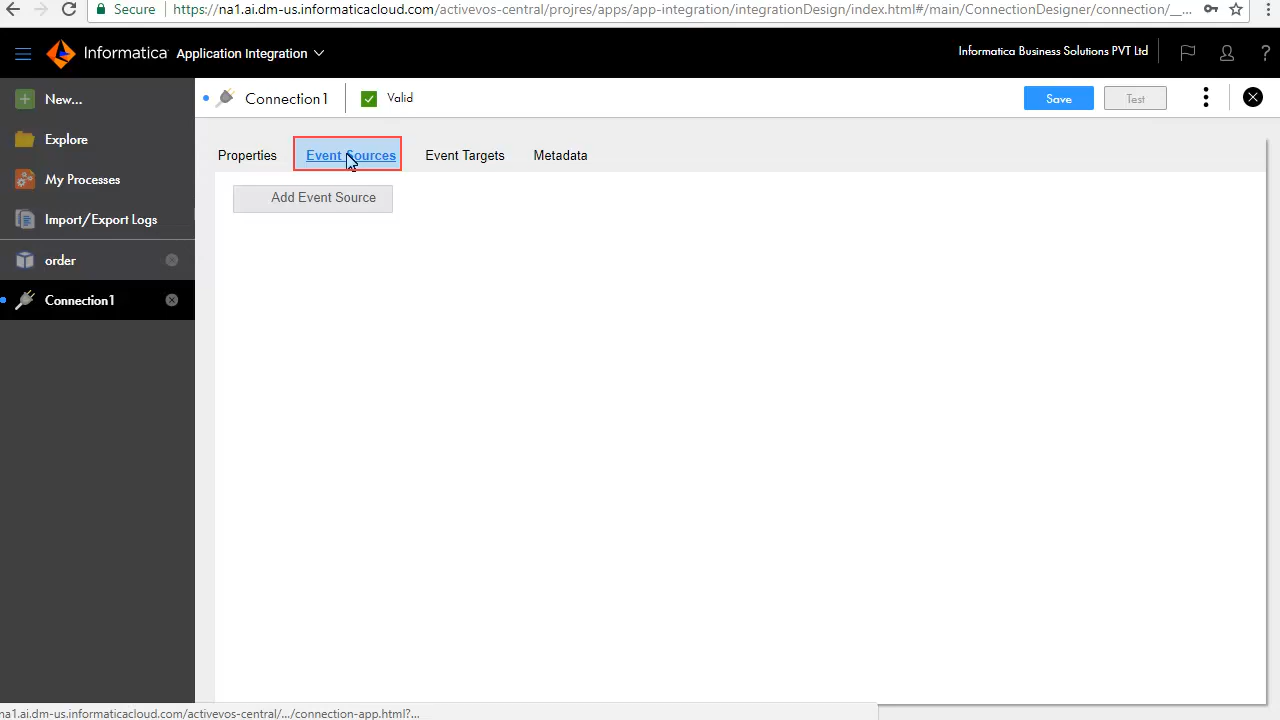 Secure https://na1.ai.dm-us.informaticacloud.com/activevos-central/projres/apps/app-integration/integrationDesign/index.html#/main/ConnectionDesigner/connection/__...
Informatica Application Integration
Informatica Business Solutions PVT Ltd
?
New...
Connection1
Valid
Save
Test
Explore
Properties
Event Sources
Event Targets
Metadata
My Processes
Add Event Source
Import/Export Logs
order
Connection1
na1.ai.dm-us.informaticacloud.com/activevos-central/.../connection-app.html?...